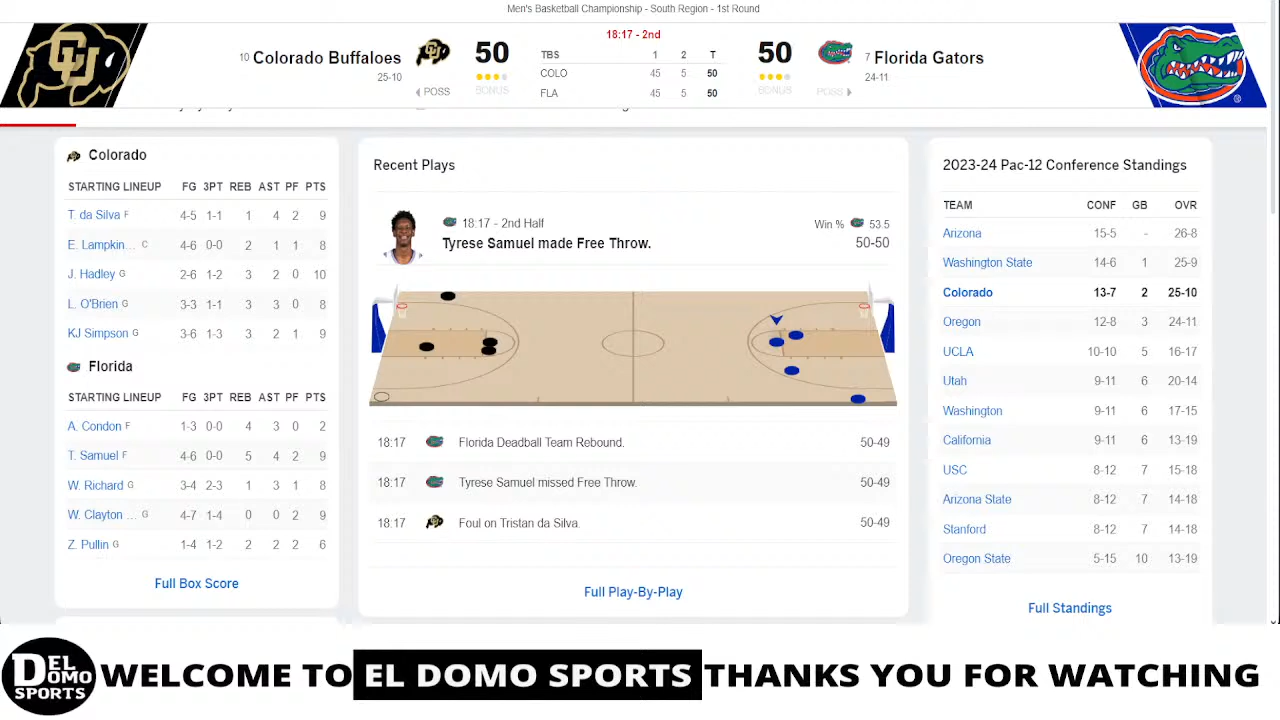 Men's Basketball Championship - South Region - 1st Round
10 Colorado Buffaloes
25-10
50
BONUS
POSS
18:17 - 2nd
TBS 1 2 T
COLO 45 5 50
FLA 45 5 50
50
BONUS
POSS
7 Florida Gators
24-11
Colorado
STARTING LINEUP FG 3PT REB AST PF PTS
T. da Silva F 4-5 1-1 1 4 2 9
E. Lampkin... C 4-6 0-0 2 1 1 8
J. Hadley G 2-6 1-2 3 2 0 10
L. O'Brien G 3-3 1-1 3 3 0 8
KJ Simpson G 3-6 1-3 3 2 1 9
Florida
STARTING LINEUP FG 3PT REB AST PF PTS
A. Condon F 1-3 0-0 4 3 0 2
T. Samuel F 4-6 0-0 5 4 2 9
W. Richard G 3-4 2-3 1 3 1 8
W. Clayton ... G 4-7 1-4 0 0 2 9
Z. Pullin G 1-4 1-2 2 2 2 6
Full Box Score
Recent Plays
18:17 - 2nd Half
Tyrese Samuel made Free Throw.
Win % 53.5
50-50
18:17 Florida Deadball Team Rebound. 50-49
18:17 Tyrese Samuel missed Free Throw. 50-49
18:17 Foul on Tristan da Silva. 50-49
Full Play-By-Play
2023-24 Pac-12 Conference Standings
TEAM CONF GB OVR
Arizona 15-5 - 26-8
Washington State 14-6 1 25-9
Colorado 13-7 2 25-10
Oregon 12-8 3 24-11
UCLA 10-10 5 16-17
Utah 9-11 6 20-14
Washington 9-11 6 17-15
California 9-11 6 13-19
USC 8-12 7 15-18
Arizona State 8-12 7 14-18
Stanford 8-12 7 14-18
Oregon State 5-15 10 13-19
Full Standings
DEL DOMO SPORTS
WELCOME TO EL DOMO SPORTS THANKS YOU FOR WATCHING